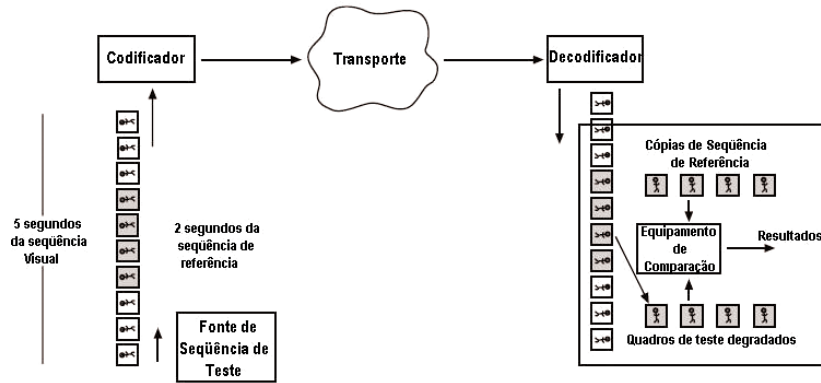 Codificador
Transporte
Decodificador
5 segundos
da seqüência
Visual
2 segundos da
seqüência de
referência
Fonte de
Seqüência de
Teste
Cópias de Seqüência
de Referência
Equipamento
de
Comparação
Resultados
Quadros de teste degradados